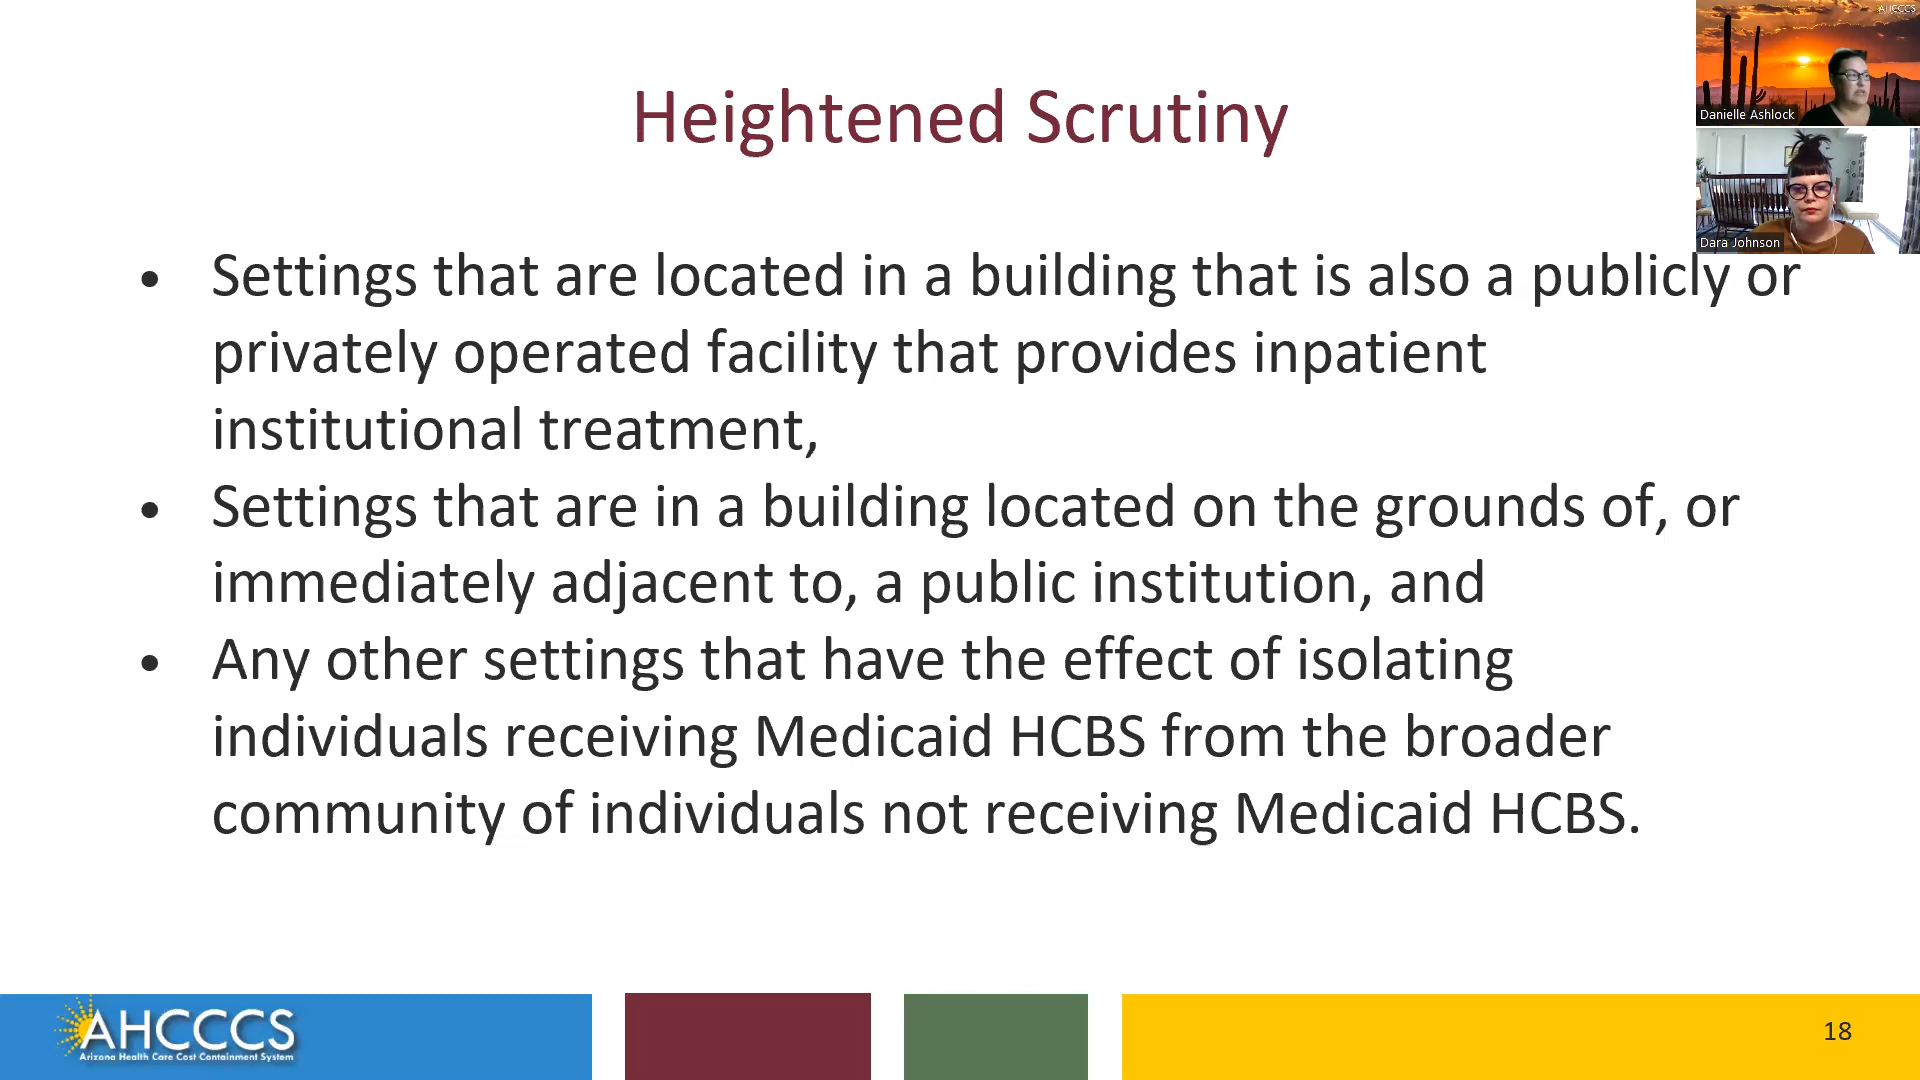 Heightened Scrutiny
AHCCCS
Danielle Ashlock
Dara Johnson
• Settings that are located in a building that is also a publicly or
privately operated facility that provides inpatient
institutional treatment,
• Settings that are in a building located on the grounds of, or
immediately adjacent to, a public institution, and
• Any other settings that have the effect of isolating
individuals receiving Medicaid HCBS from the broader
community of individuals not receiving Medicaid HCBS.
AHCCCS
Arizona Health Care Cost Containment System
18